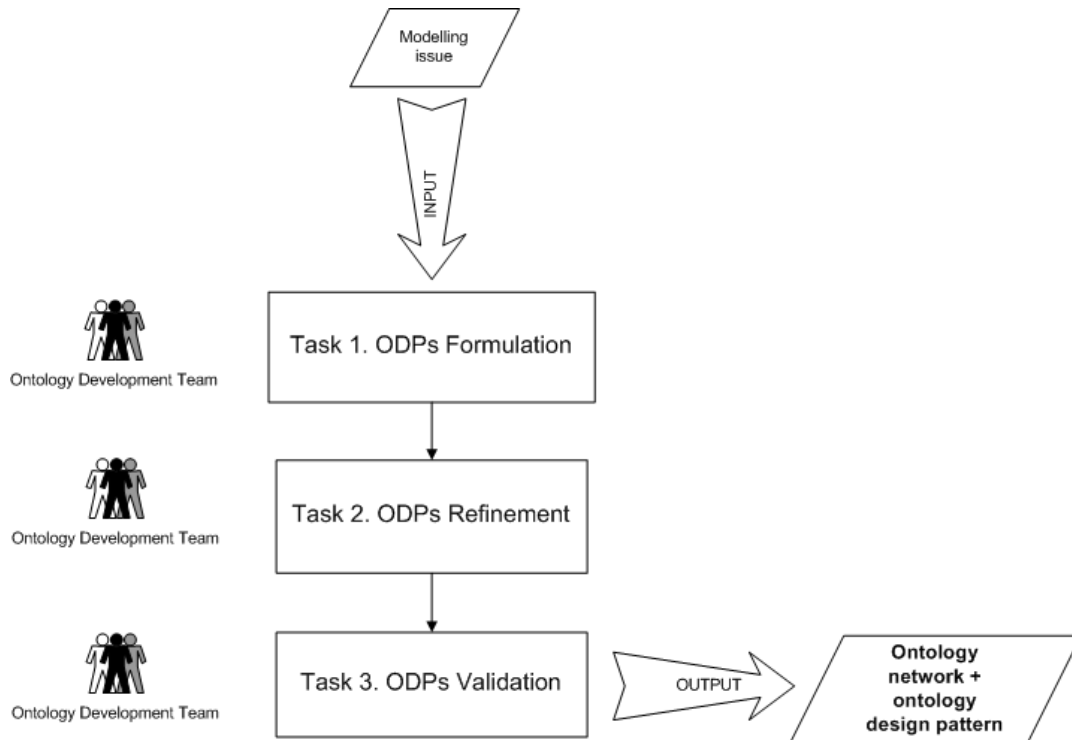 Modelling
issue
INPUT
Task 1. ODPs Formulation
Ontology Development Team
Task 2. ODPs Refinement
Ontology Development Team
Task 3. ODPs Validation
Ontology Development Team
OUTPUT
Ontology
network +
ontology
design pattern